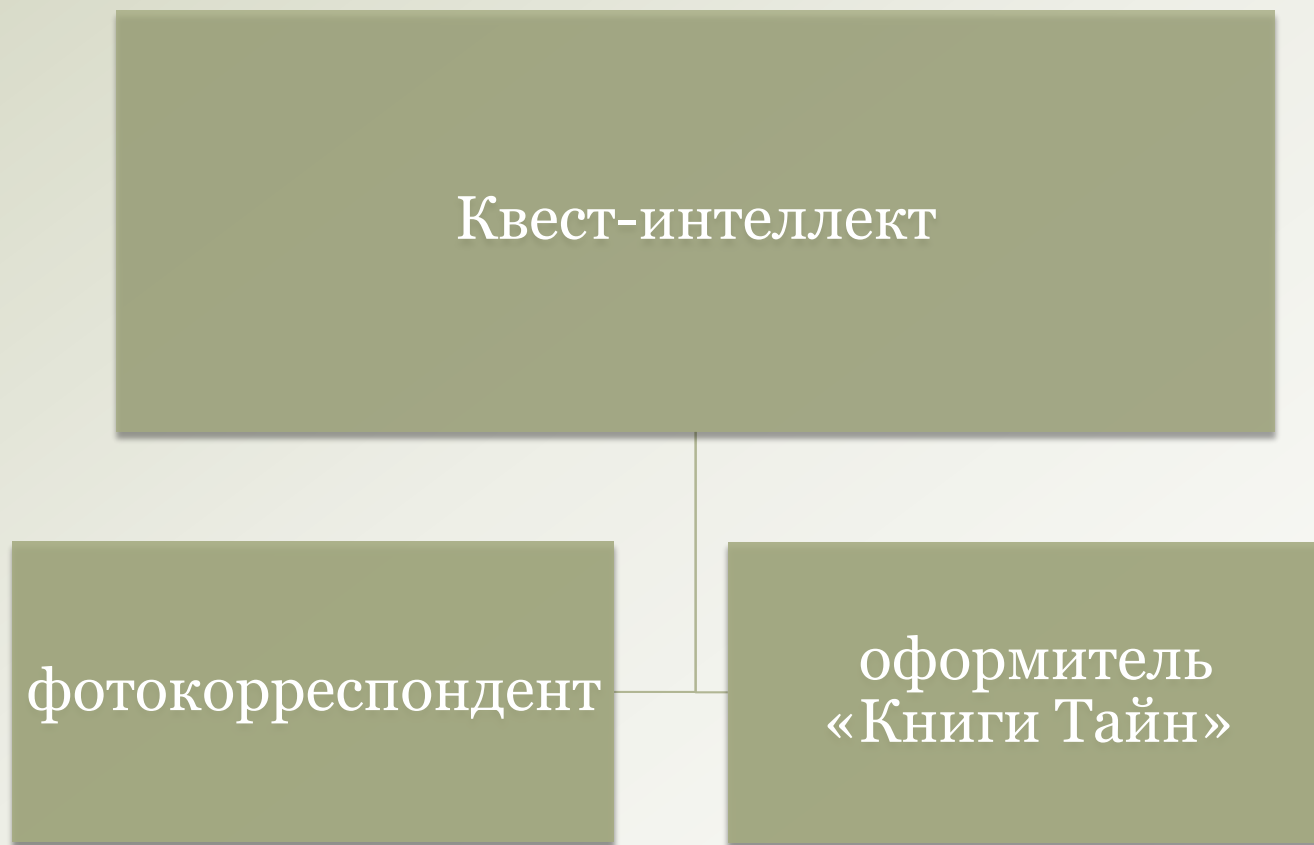 Квест-интеллект
фотокорреспондент
оформитель
«Книги Тайн»